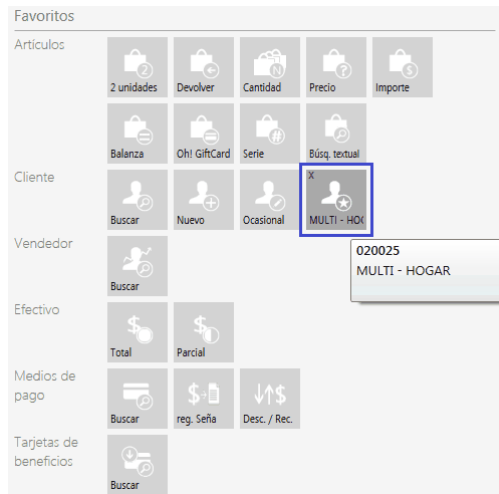 Favoritos
Artículos
2 unidades Devolver Cantidad Precio Importe
Balanza Oh! GiftCard Serie Búsq. textual
Cliente
X
Buscar Nuevo Ocasional MULTI - HOG
020025
MULTI - HOGAR
Vendedor
Buscar
Efectivo
Total Parcial
Medios de
pago
Buscar reg. Seña Desc. / Rec.
Tarjetas de
beneficios
Buscar